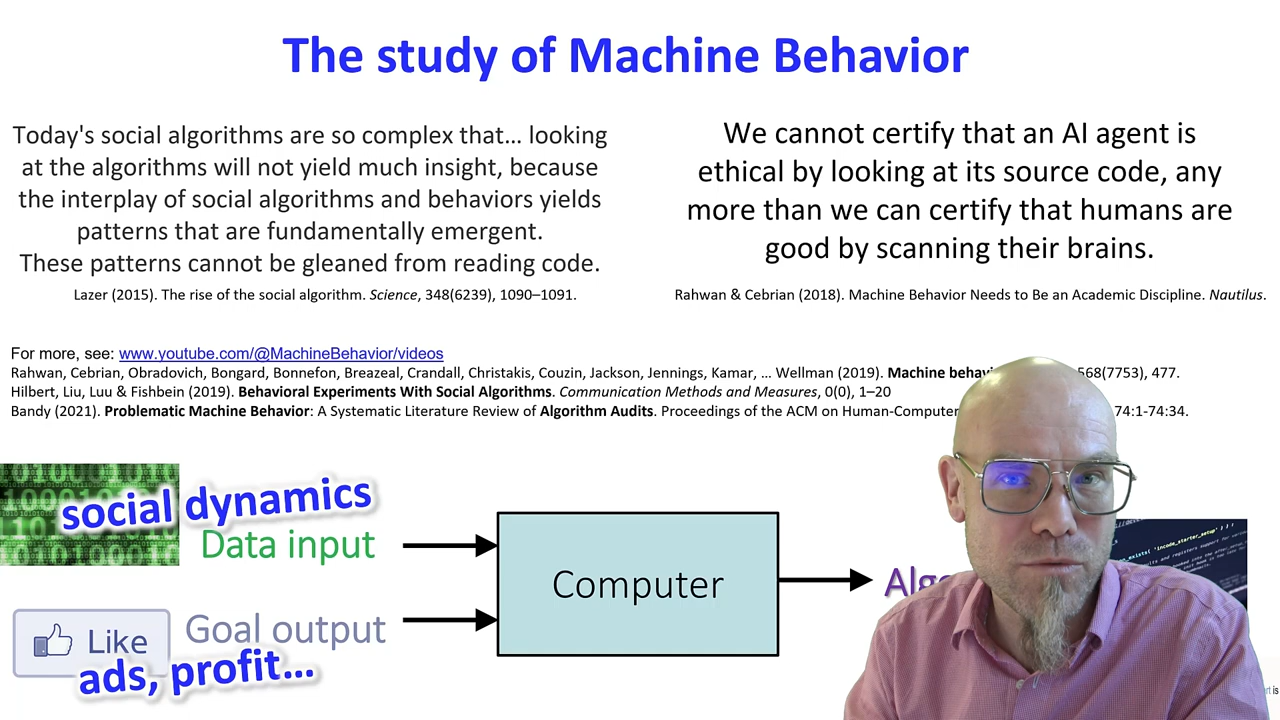 The study of Machine Behavior
Today's social algorithms are so complex that… looking
at the algorithms will not yield much insight, because
the interplay of social algorithms and behaviors yields
patterns that are fundamentally emergent.
These patterns cannot be gleaned from reading code.
Lazer (2015). The rise of the social algorithm. Science, 348(6239), 1090–1091.
We cannot certify that an AI agent is
ethical by looking at its source code, any
more than we can certify that humans are
good by scanning their brains.
Rahwan & Cebrian (2018). Machine Behavior Needs to Be an Academic Discipline. Nautilus.
For more, see: www.youtube.com/@MachineBehavior/videos
Rahwan, Cebrian, Obradovich, Bongard, Bonnefon, Breazeal, Crandall, Christakis, Couzin, Jackson, Jennings, Kamar, … Wellman (2019). Machine 568(7753), 477.
Hilbert, Liu, Luu & Fishbein (2019). Behavioral Experiments With Social Algorithms. Communication Methods and Measures, 0(0), 1–20
Bandy (2021). Problematic Machine Behavior: A Systematic Literature Review of Algorithm Audits. Proceedings of the ACM on Human-Computer 74:1-74:34.
social dynamics
Data input
Computer
Like
Goal output
ads, profit…